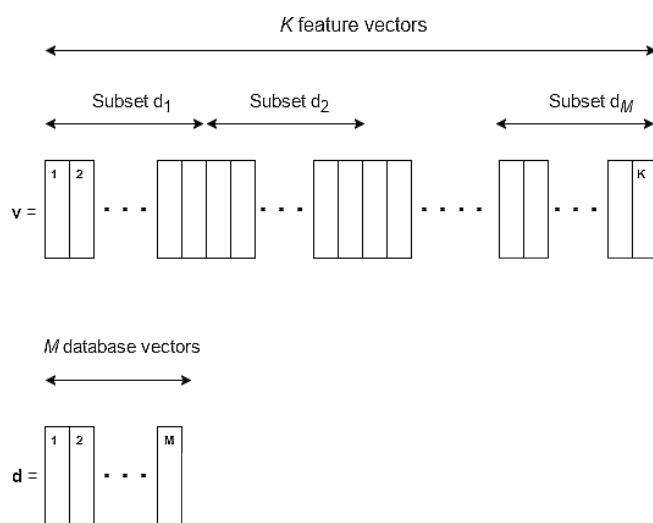 K feature vectors
Subset d1 Subset d2 Subset dM
1 2 K
v =
M database vectors
1 2 M
d =